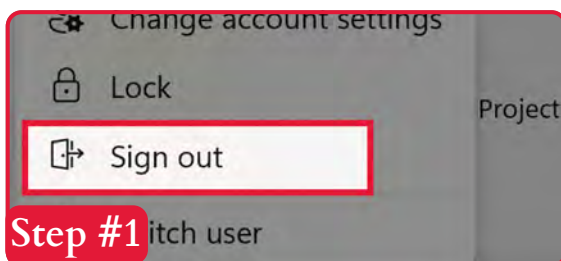 Change account settings
Lock
Project
Sign out
Step #1
itch user